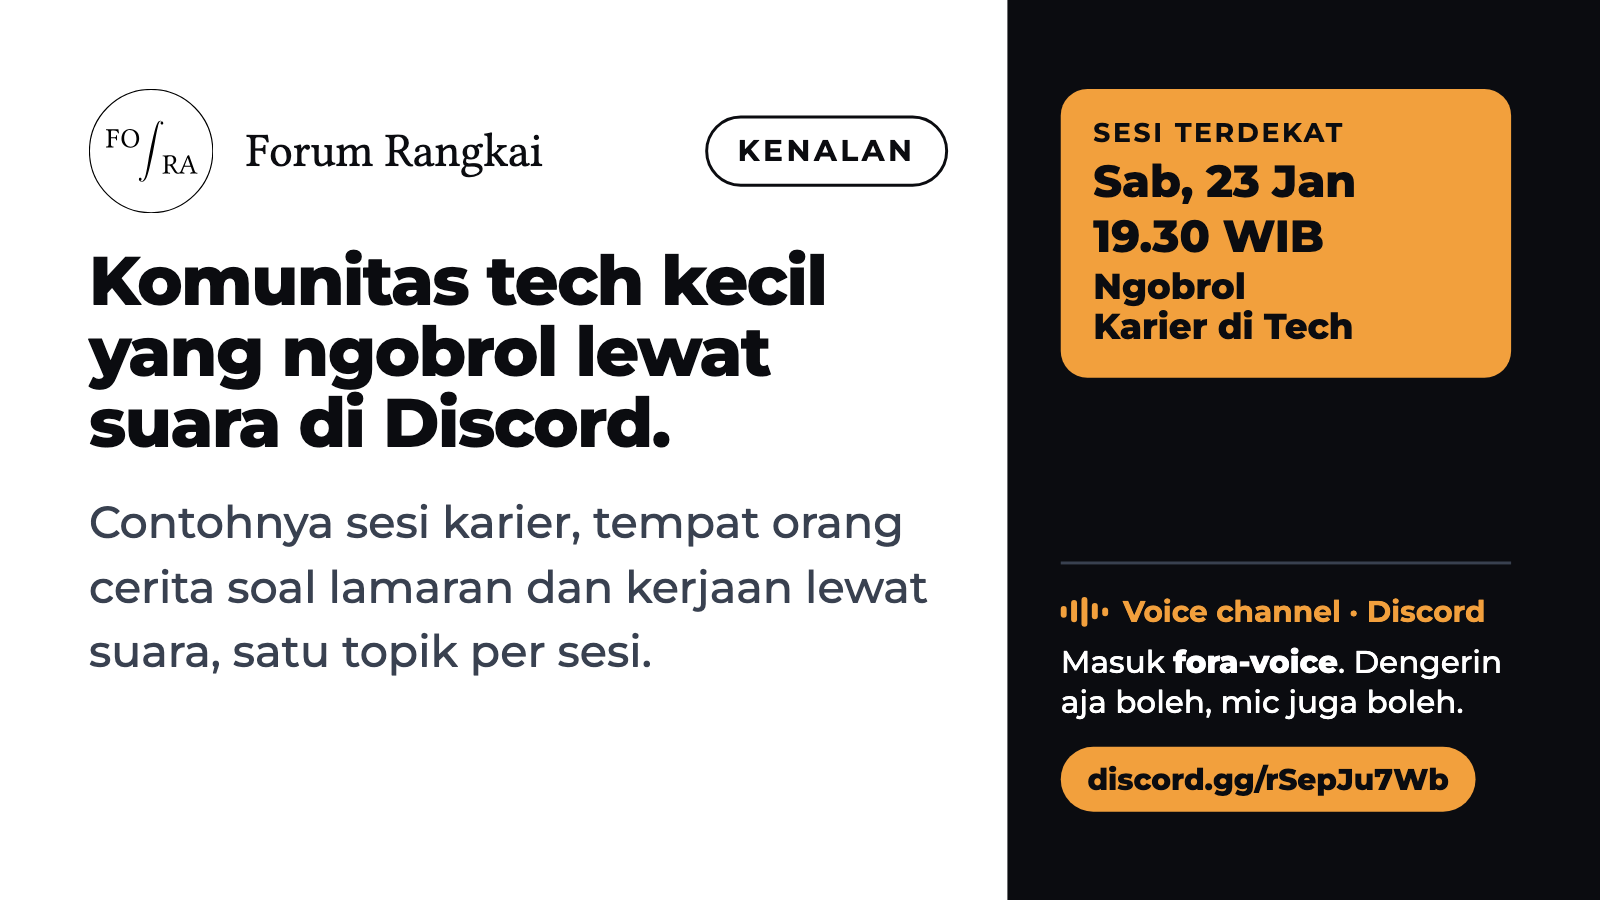 FO RA
Forum Rangkai
KENALAN
Komunitas tech kecil
yang ngobrol lewat
suara di Discord.
Contohnya sesi karier, tempat orang
cerita soal lamaran dan kerjaan lewat
suara, satu topik per sesi.
SESI TERDEKAT
Sab, 23 Jan
19.30 WIB
Ngobrol
Karier di Tech
Voice channel · Discord
Masuk fora-voice. Dengerin
aja boleh, mic juga boleh.
discord.gg/rSepJu7Wb